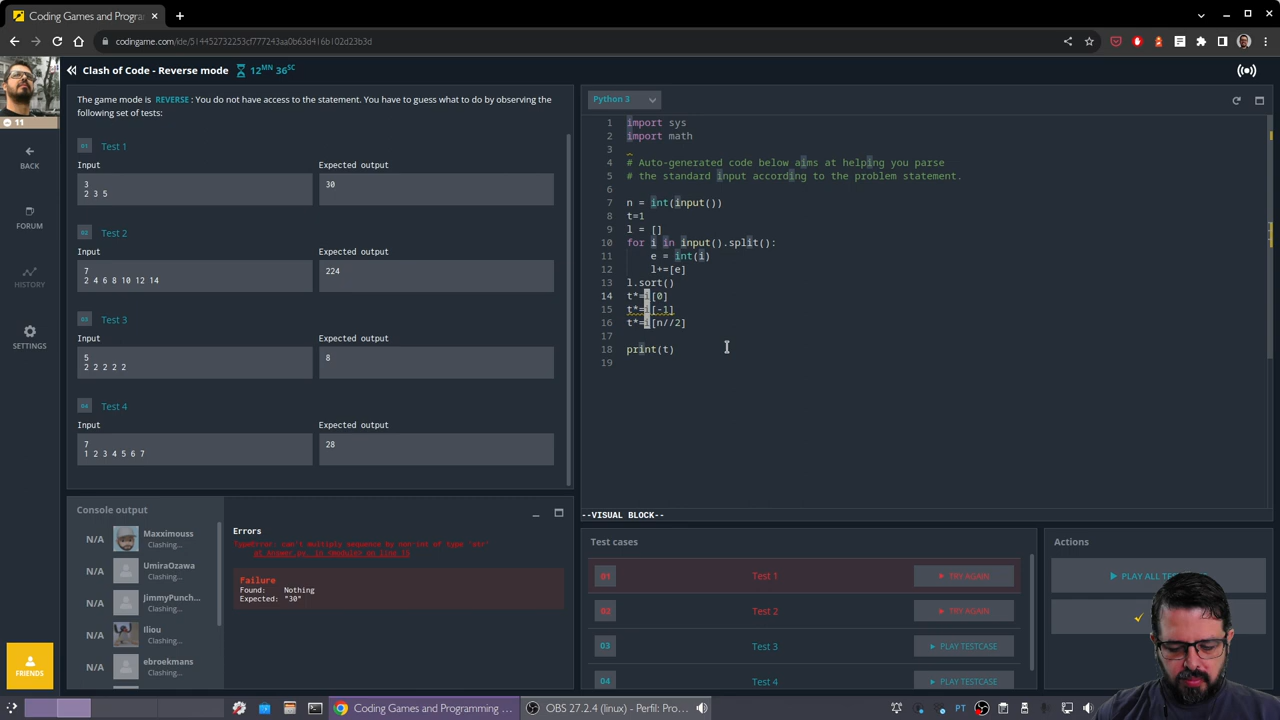 Coding Games and Progra
codingame.com/ide/514452732253cf777243aa0b63d416b102d23b3d
Clash of Code - Reverse mode
12MN 36SC
11
BACK
FORUM
HISTORY
SETTINGS
FRIENDS
The game mode is REVERSE: You do not have access to the statement. You have to guess what to do by observing the
following set of tests:
01 Test 1
Input
Expected output
3
2 3 5
30
02 Test 2
Input
Expected output
7
2 4 6 8 10 12 14
224
03 Test 3
Input
Expected output
5
2 2 2 2 2
8
04 Test 4
Input
Expected output
7
1 2 3 4 5 6 7
28
Console output
N/A Maxximouss
Clashing...
N/A UmiraOzawa
Clashing...
N/A JimmyPunch...
Clashing...
N/A Iliou
Clashing...
N/A ebroekmans
Clashing...
Errors
TypeError: can't multiply sequence by non-int of type 'str'
at Answer.py. in <module> on line 15
Failure
Found: Nothing
Expected: "30"
Python 3
1 import sys
2 import math
3
4 # Auto-generated code below aims at helping you parse
5 # the standard input according to the problem statement.
6
7 n = int(input())
8 t=1
9 l = []
10 for i in input().split():
11 e = int(i)
12 l+=[e]
13 l.sort()
14 t*=i[0]
15 t*=i[-1]
16 t*=i[n//2]
17
18 print(t)
19
--VISUAL BLOCK--
Test cases
01 Test 1 TRY AGAIN
02 Test 2 TRY AGAIN
03 Test 3 PLAY TESTCASE
04 Test 4 PLAY TESTCASE
Actions
PLAY ALL
Coding Games and Programming ...
OBS 27.2.4 (linux) - Perfil: Pro...
PT